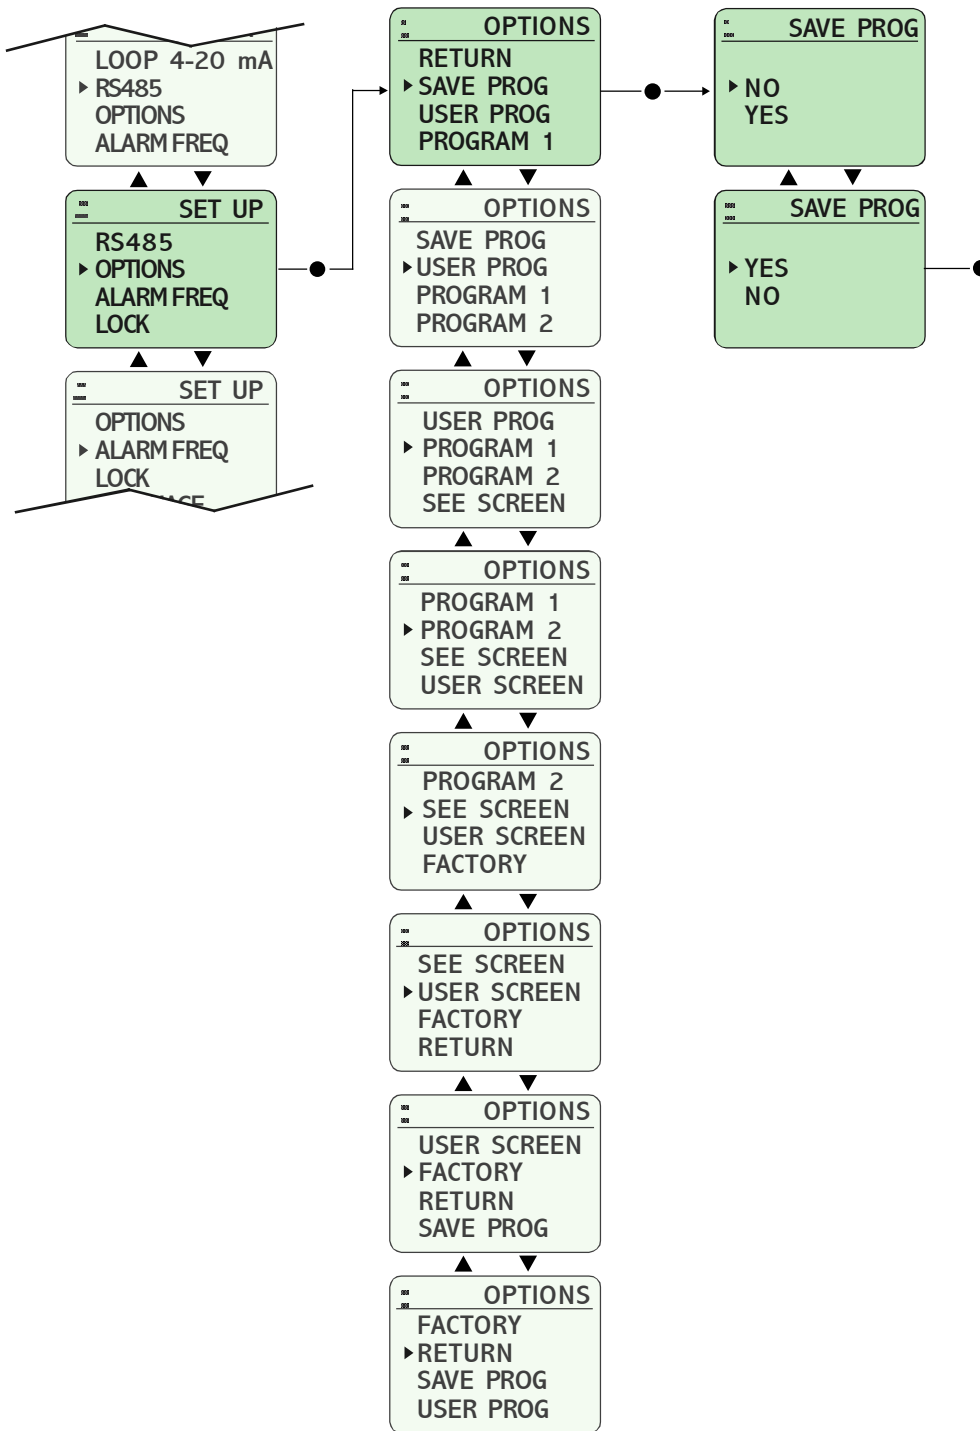 LOOP 4-20 mA
RS485
OPTIONS
ALARM FREQ
SET UP
RS485
OPTIONS
ALARM FREQ
LOCK
SET UP
OPTIONS
ALARM FREQ
LOCK
OPTIONS
RETURN
SAVE PROG
USER PROG
PROGRAM 1
OPTIONS
SAVE PROG
USER PROG
PROGRAM 1
PROGRAM 2
OPTIONS
USER PROG
PROGRAM 1
PROGRAM 2
SEE SCREEN
OPTIONS
PROGRAM 1
PROGRAM 2
SEE SCREEN
USER SCREEN
OPTIONS
PROGRAM 2
SEE SCREEN
USER SCREEN
FACTORY
OPTIONS
SEE SCREEN
USER SCREEN
FACTORY
RETURN
OPTIONS
USER SCREEN
FACTORY
RETURN
SAVE PROG
OPTIONS
FACTORY
RETURN
SAVE PROG
USER PROG
SAVE PROG
NO
YES
SAVE PROG
YES
NO